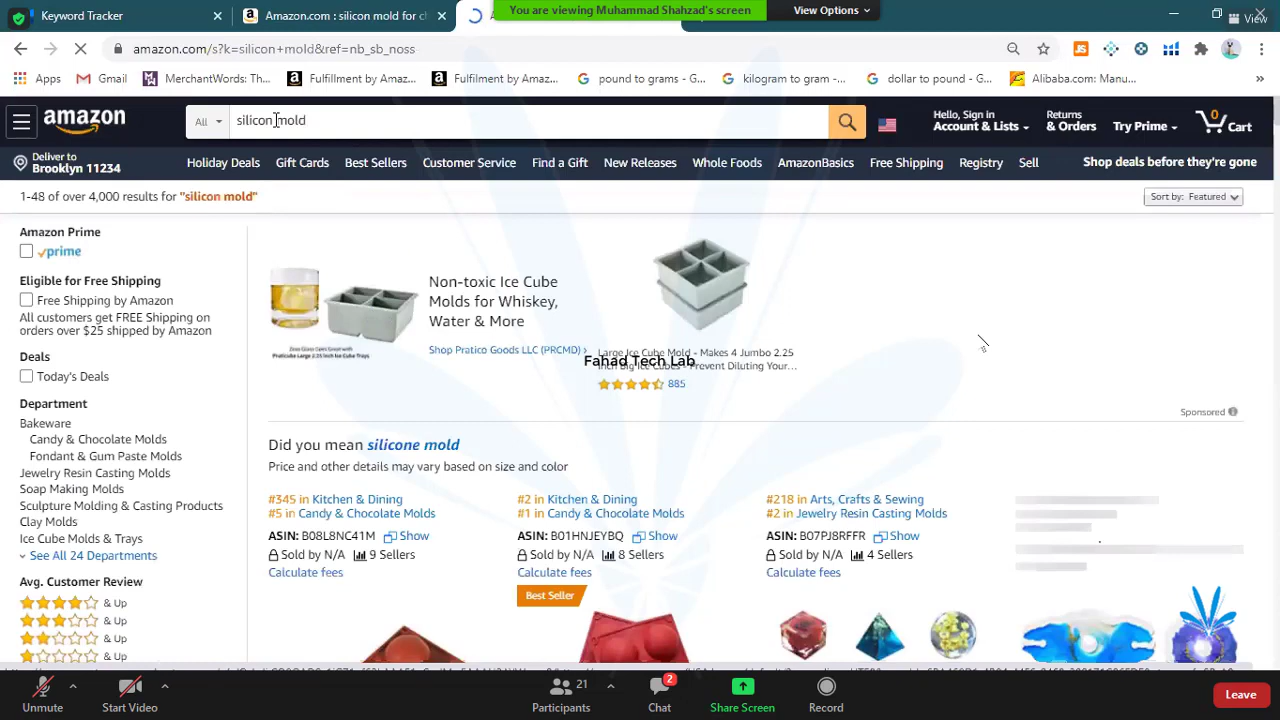 You are viewing Muhammad Shahzad's screen
View Options
View
Keyword Tracker
Amazon.com : silicon mold for c
amazon.com/s?k=silicon+mold&ref=nb_sb_noss
Apps
Gmail
MerchantWords: Th...
Fulfillment by Amaz...
Fulfilment by Amaz...
pound to grams - G...
kilogram to gram -...
dollar to pound - G...
Alibaba.com: Manu...
»
amazon
All
silicon mold
Hello, Sign in
Account & Lists
Returns
& Orders
Try Prime
0
Cart
Deliver to
Brooklyn 11234
Holiday Deals
Gift Cards
Best Sellers
Customer Service
Find a Gift
New Releases
Whole Foods
AmazonBasics
Free Shipping
Registry
Sell
Shop deals before they're gone
1-48 of over 4,000 results for "silicon mold"
Sort by: Featured
Amazon Prime
prime
Eligible for Free Shipping
Free Shipping by Amazon
All customers get FREE Shipping on
orders over $25 shipped by Amazon
Deals
Today's Deals
Department
Bakeware
Candy & Chocolate Molds
Fondant & Gum Paste Molds
Jewelry Resin Casting Molds
Soap Making Molds
Sculpture Molding & Casting Products
Clay Molds
Ice Cube Molds & Trays
See All 24 Departments
Avg. Customer Review
& Up
& Up
& Up
& Up
Non-toxic Ice Cube
Molds for Whiskey,
Water & More
Shop Pratico Goods LLC (PRCMD) ›
Large Ice Cube Mold - Makes 4 Jumbo 2.25
Fahad Tech Lab
Inch Big Ice Cubes - Prevent Diluting Your...
885
Sponsored
Did you mean silicone mold
Price and other details may vary based on size and color
#345 in Kitchen & Dining
#5 in Candy & Chocolate Molds
ASIN: B08L8NC41M
Show
Sold by N/A
9 Sellers
Calculate fees
#2 in Kitchen & Dining
#1 in Candy & Chocolate Molds
ASIN: B01HNJEYBQ
Show
Sold by N/A
8 Sellers
Calculate fees
Best Seller
#218 in Arts, Crafts & Sewing
#2 in Jewelry Resin Casting Molds
ASIN: B07PJ8RFFR
Show
Sold by N/A
4 Sellers
Calculate fees
Unmute
Start Video
21
Participants
2
Chat
Share Screen
Record
Leave